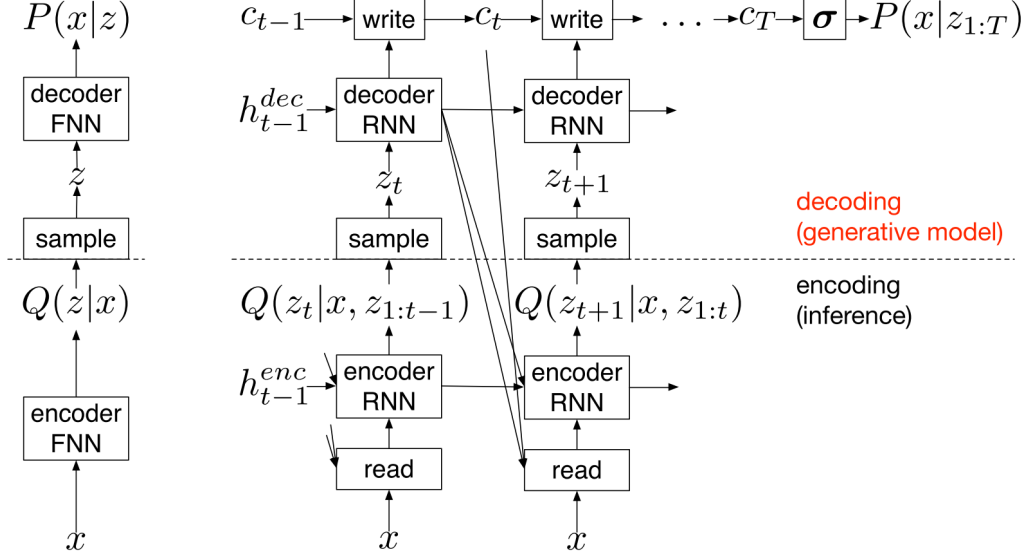 P(x|z)
decoder
FNN
z
sample
Q(z|x)
encoder
FNN
x
c_{t-1} write c_t write ... c_T σ P(x|z_{1:T})
h_{t-1}^{dec} decoder RNN decoder RNN
z_t z_{t+1}
sample sample
decoding
(generative model)
encoding
(inference)
Q(z_t|x, z_{1:t-1}) Q(z_{t+1}|x, z_{1:t})
h_{t-1}^{enc} encoder RNN encoder RNN
read read
x x